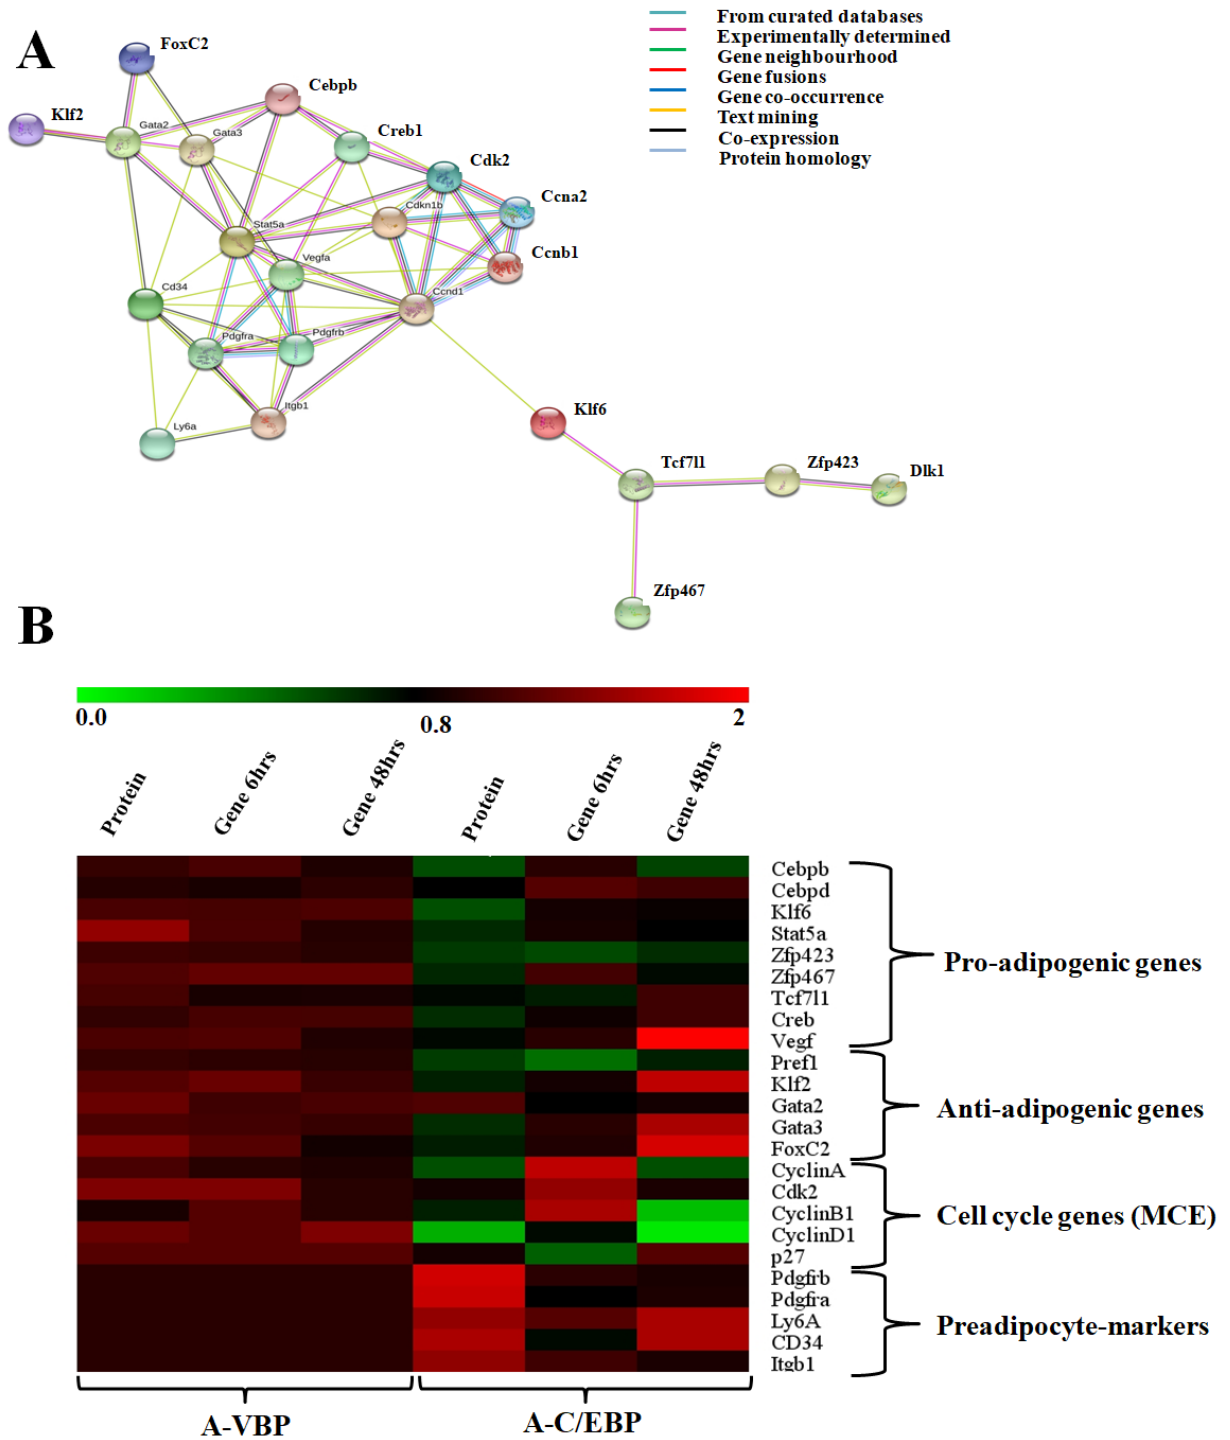 A
From curated databases
Experimentally determined
Gene neighbourhood
Gene fusions
Gene co-occurrence
Text mining
Co-expression
Protein homology
FoxC2
Cebpb
Klf2
Gata2
Gata3
Creb1
Cdk2
Ccna2
Cdkn1b
Stat5a
Ccnb1
Vegfa
Cd34
Ccnd1
Pdgfra
Pdgfrb
Itgb1
Ly6a
Klf6
Tcf7l1
Zfp423
Dlk1
Zfp467
B
0.0
0.8
2
Protein
Gene 6hrs
Gene 48hrs
Protein
Gene 6hrs
Gene 48hrs
Cebpb
Cebpd
Klf6
Stat5a
Zfp423
Zfp467
Tcf7l1
Creb
Vegf
Pref1
Klf2
Gata2
Gata3
FoxC2
CyclinA
Cdk2
CyclinB1
CyclinD1
p27
Pdgfrb
Pdgfra
Ly6A
CD34
Itgb1
Pro-adipogenic genes
Anti-adipogenic genes
Cell cycle genes (MCE)
Preadipocyte-markers
A-VBP
A-C/EBP